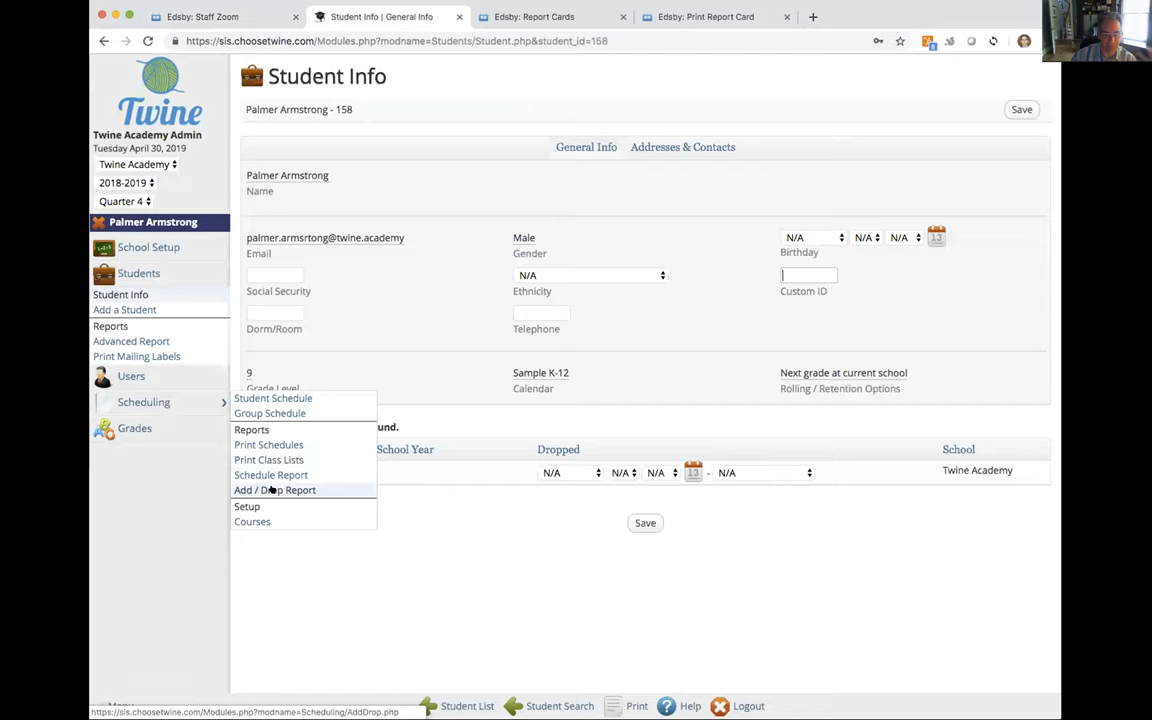 Edsby: Staff Zoom
Student Info | General Info
Edsby: Report Cards
Edsby: Print Report Card
https://sis.choosetwine.com/Modules.php?modname=Students/Student.php&student_id=158
Twine
Twine Academy Admin
Tuesday April 30, 2019
Twine Academy
2018-2019
Quarter 4
Palmer Armstrong
School Setup
Students
Student Info
Add a Student
Reports
Advanced Report
Print Mailing Labels
Users
Scheduling
Grades
Student Schedule
Group Schedule
Reports
Print Schedules
Print Class Lists
Schedule Report
Add / Drop Report
Setup
Courses
Student Info
Palmer Armstrong - 158
Save
General Info Addresses & Contacts
Palmer Armstrong
Name
palmer.armsrtong@twine.academy Male N/A N/A N/A 13
Email Gender Birthday
N/A
Social Security Ethnicity Custom ID
Dorm/Room Telephone
9 Sample K-12 Next grade at current school
Grade Level Calendar Rolling / Retention Options
und.
School Year Dropped School
N/A N/A N/A 13 - N/A Twine Academy
Save
Student List Student Search Print Help Logout
https://sis.choosetwine.com/Modules.php?modname=Scheduling/AddDrop.php